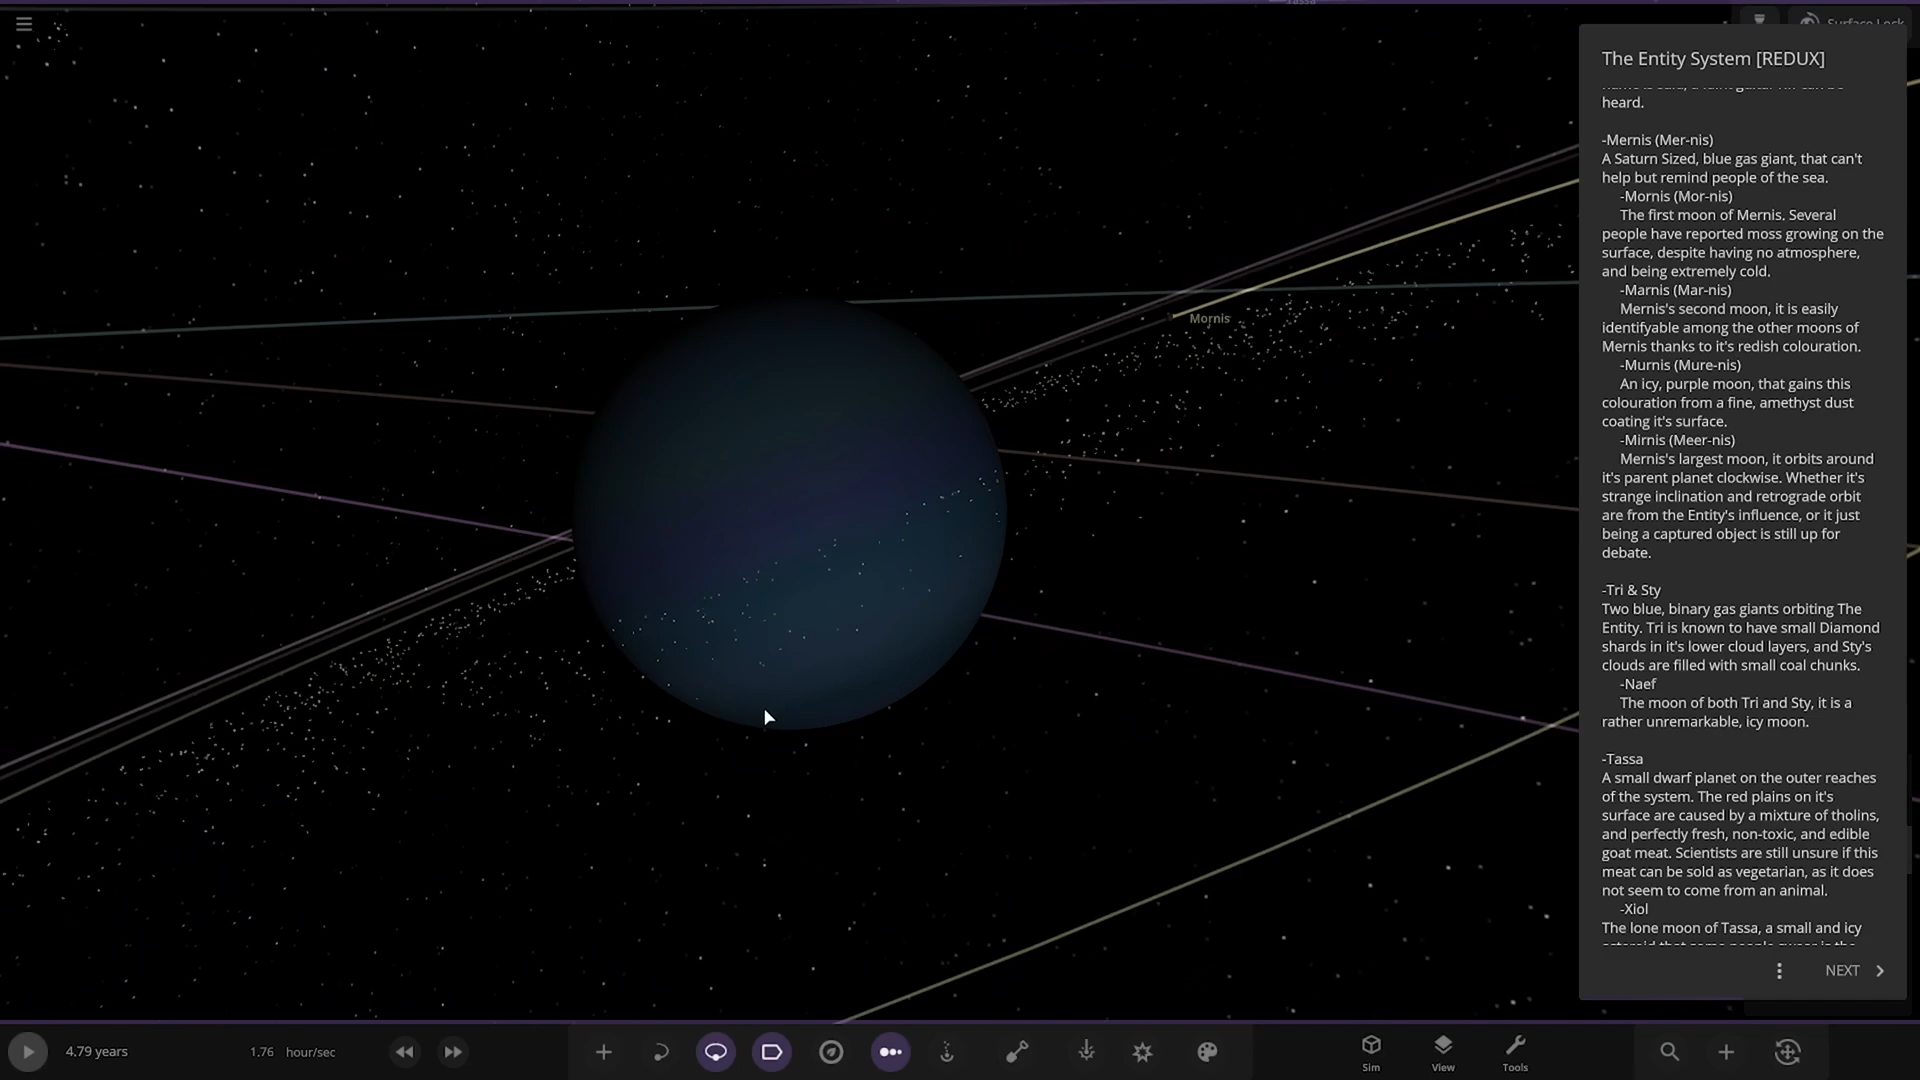 Tassa
Surface Lock
The Entity System [REDUX]
heard.
-Mernis (Mer-nis)
A Saturn Sized, blue gas giant, that can't
help but remind people of the sea.
-Mornis (Mor-nis)
The first moon of Mernis. Several
people have reported moss growing on the
surface, despite having no atmosphere,
and being extremely cold.
-Marnis (Mar-nis)
Mernis's second moon, it is easily
identifyable among the other moons of
Mernis thanks to it's redish colouration.
-Murnis (Mure-nis)
An icy, purple moon, that gains this
colouration from a fine, amethyst dust
coating it's surface.
-Mirnis (Meer-nis)
Mernis's largest moon, it orbits around
it's parent planet clockwise. Whether it's
strange inclination and retrograde orbit
are from the Entity's influence, or it just
being a captured object is still up for
debate.
-Tri & Sty
Two blue, binary gas giants orbiting The
Entity. Tri is known to have small Diamond
shards in it's lower cloud layers, and Sty's
clouds are filled with small coal chunks.
-Naef
The moon of both Tri and Sty, it is a
rather unremarkable, icy moon.
-Tassa
A small dwarf planet on the outer reaches
of the system. The red plains on it's
surface are caused by a mixture of tholins,
and perfectly fresh, non-toxic, and edible
goat meat. Scientists are still unsure if this
meat can be sold as vegetarian, as it does
not seem to come from an animal.
-Xiol
The lone moon of Tassa, a small and icy
NEXT
Mornis
4.79 years
1.76 hour/sec
Sim
View
Tools